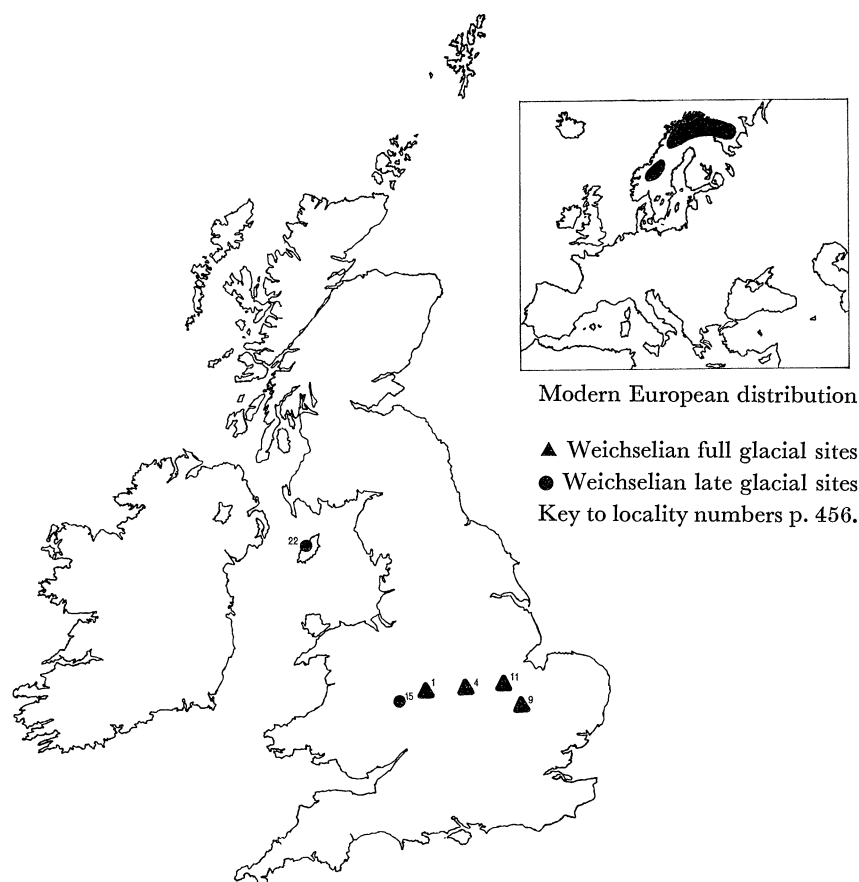 Modern European distribution
▲ Weichselian full glacial sites
● Weichselian late glacial sites
Key to locality numbers p. 456.
22
15
1
4
11
9